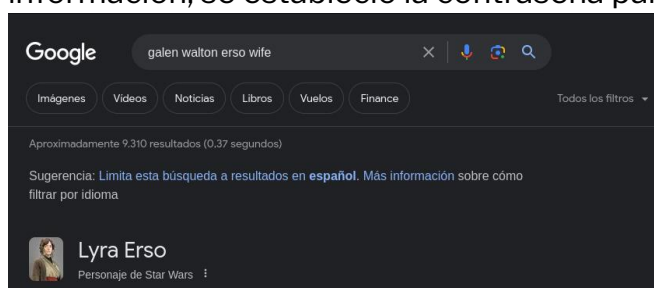 información, se estableció la contraseña par
Google galen walton erso wife
Imágenes Videos Noticias Libros Vuelos Finance Todos los filtros
Aproximadamente 9.310 resultados (0,37 segundos)
Sugerencia: Limita esta búsqueda a resultados en español. Más información sobre cómo
filtrar por idioma
Lyra Erso
Personaje de Star Wars